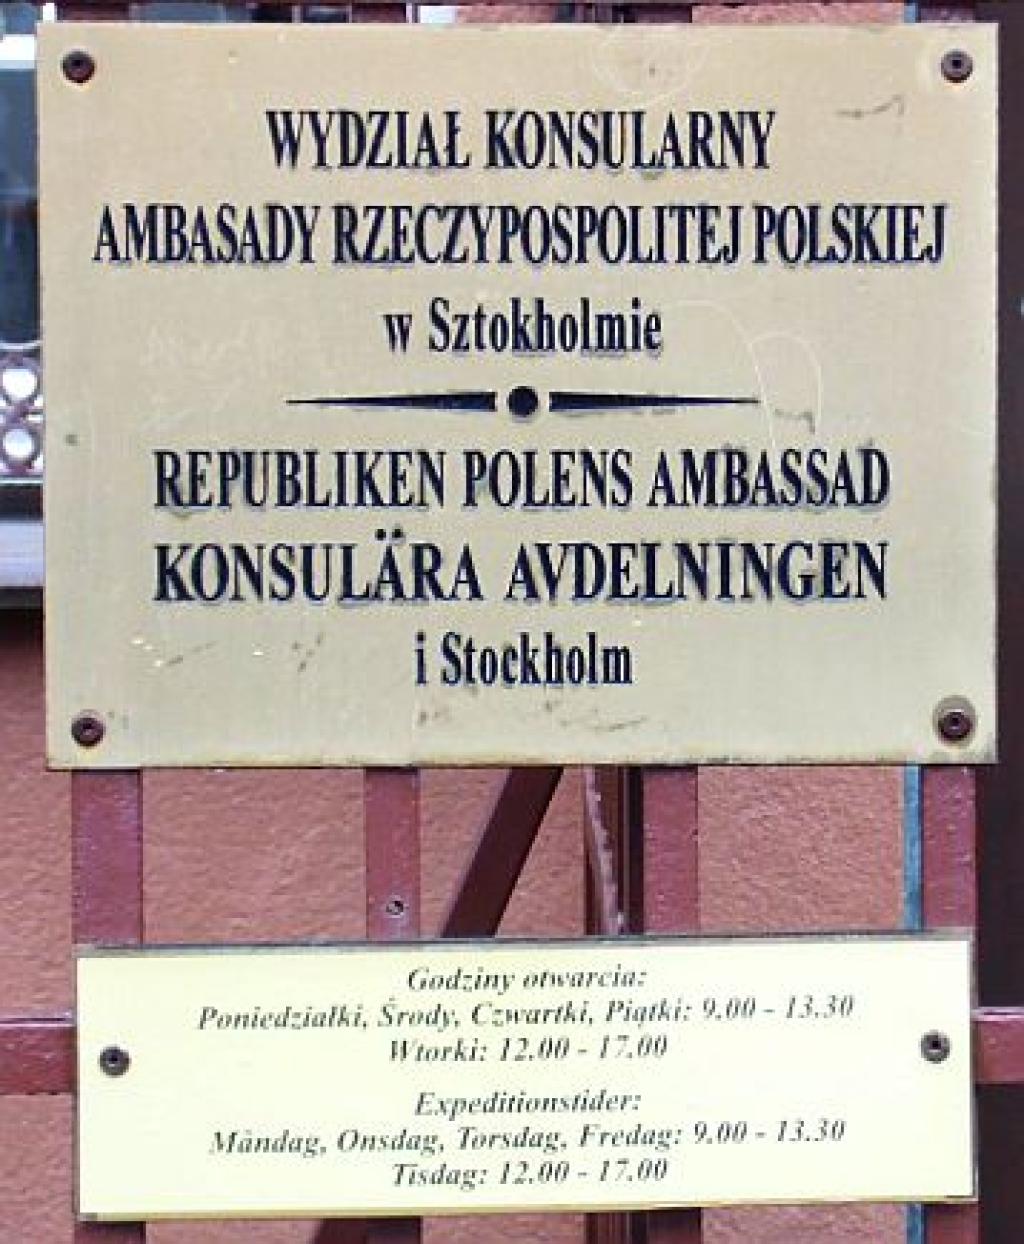 WYDZIAŁ KONSULARNY
AMBASADY RZECZYPOSPOLITEJ POLSKIEJ
w Sztokholmie
REPUBLIKEN POLENS AMBASSAD
KONSULÄRA AVDELNINGEN
i Stockholm
Godziny otwarcia:
Poniedziałki, Środy, Czwartki, Piątki: 9.00 - 13.30
Wtorki: 12.00 - 17.00
Expeditionstider:
Måndag, Onsdag, Torsdag, Fredag: 9.00 - 13.30
Tisdag: 12.00 - 17.00